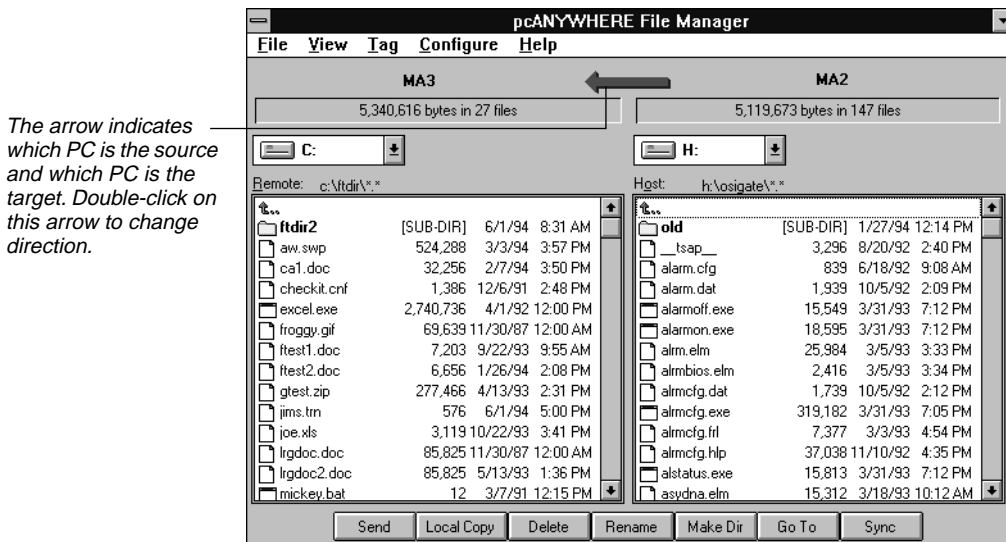 pcANYWHERE File Manager
File View Tag Configure Help
MA3 MA2
5,340,616 bytes in 27 files 5,119,673 bytes in 147 files
The arrow indicates
which PC is the source
and which PC is the
target. Double-click on
this arrow to change
direction.
C: H:
Remote: c:\ftdir\*.* Host: h:\osigate\*.*
ftdir2 [SUB-DIR] 6/1/94 8:31 AM
aw.swp 524,288 3/3/94 3:57 PM
ca1.doc 32,256 2/7/94 3:50 PM
checkit.cnf 1,386 12/6/91 2:48 PM
excel.exe 2,740,736 4/1/92 12:00 PM
froggy.gif 69,639 11/30/87 12:00 AM
ftest1.doc 7,203 9/22/93 9:55 AM
ftest2.doc 6,656 1/26/94 2:08 PM
gtest.zip 277,466 4/13/93 2:31 PM
jims.trn 576 6/1/94 5:00 PM
joe.xls 3,119 10/22/93 3:41 PM
lrgdoc.doc 85,825 11/30/87 12:00 AM
lrgdoc2.doc 85,825 5/13/93 1:36 PM
mickey.bat 12 3/7/91 12:15 PM
old [SUB-DIR] 1/27/94 12:14 PM
__tsap__ 3,296 8/20/92 2:40 PM
alarm.cfg 839 6/18/92 9:08 AM
alarm.dat 1,939 10/5/92 2:09 PM
alarmoff.exe 15,549 3/31/93 7:12 PM
alarmon.exe 18,595 3/31/93 7:12 PM
alrm.elm 25,984 3/5/93 3:33 PM
alrmbios.elm 2,416 3/5/93 3:34 PM
alrmcfg.dat 1,739 10/5/92 2:12 PM
alrmcfg.exe 319,182 3/31/93 7:05 PM
alrmcfg.frl 7,377 3/3/93 4:54 PM
alrmcfg.hlp 37,038 11/10/92 4:35 PM
alstatus.exe 15,813 3/31/93 7:12 PM
asydna.elm 15,312 3/18/93 10:12 AM
Send Local Copy Delete Rename Make Dir Go To Sync